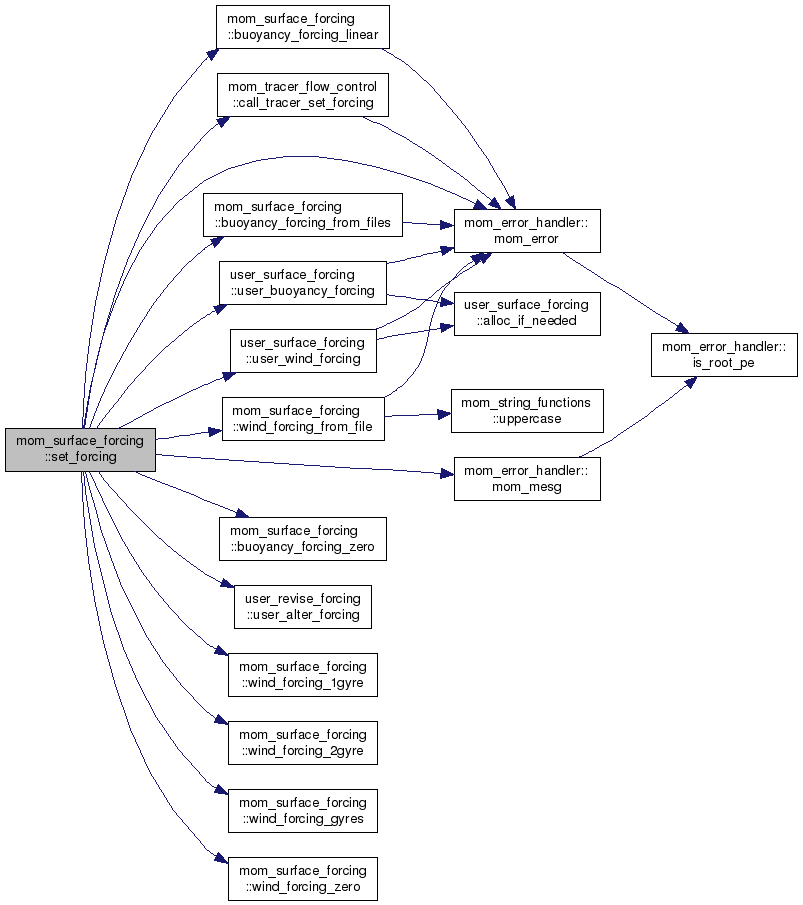 mom_surface_forcing
::buoyancy_forcing_linear
mom_tracer_flow_control
::call_tracer_set_forcing
mom_surface_forcing
::buoyancy_forcing_from_files
mom_error_handler::
mom_error
user_surface_forcing
::user_buoyancy_forcing
user_surface_forcing
::alloc_if_needed
user_surface_forcing
::user_wind_forcing
mom_error_handler::
is_root_pe
mom_surface_forcing
::wind_forcing_from_file
mom_string_functions
::uppercase
mom_surface_forcing
::set_forcing
mom_error_handler::
mom_mesg
mom_surface_forcing
::buoyancy_forcing_zero
user_revise_forcing
::user_alter_forcing
mom_surface_forcing
::wind_forcing_1gyre
mom_surface_forcing
::wind_forcing_2gyre
mom_surface_forcing
::wind_forcing_gyres
mom_surface_forcing
::wind_forcing_zero